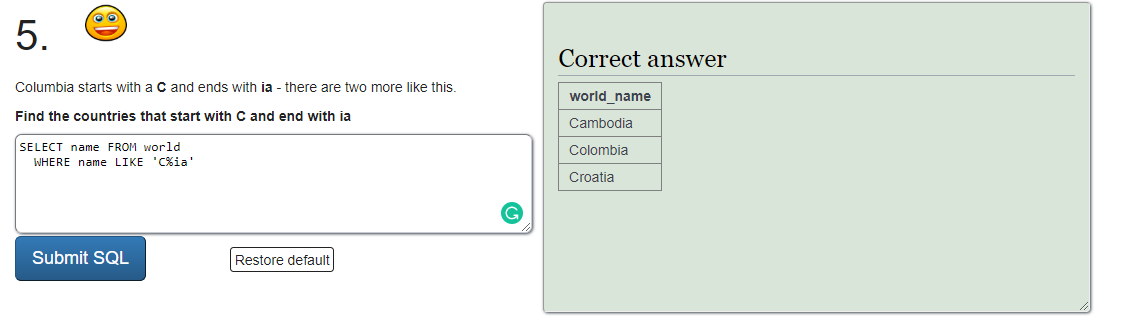 5.
Columbia starts with a C and ends with ia - there are two more like this.
Find the countries that start with C and end with ia
SELECT name FROM world
  WHERE name LIKE 'C%ia'
Submit SQL
Restore default
Correct answer
world_name
Cambodia
Colombia
Croatia